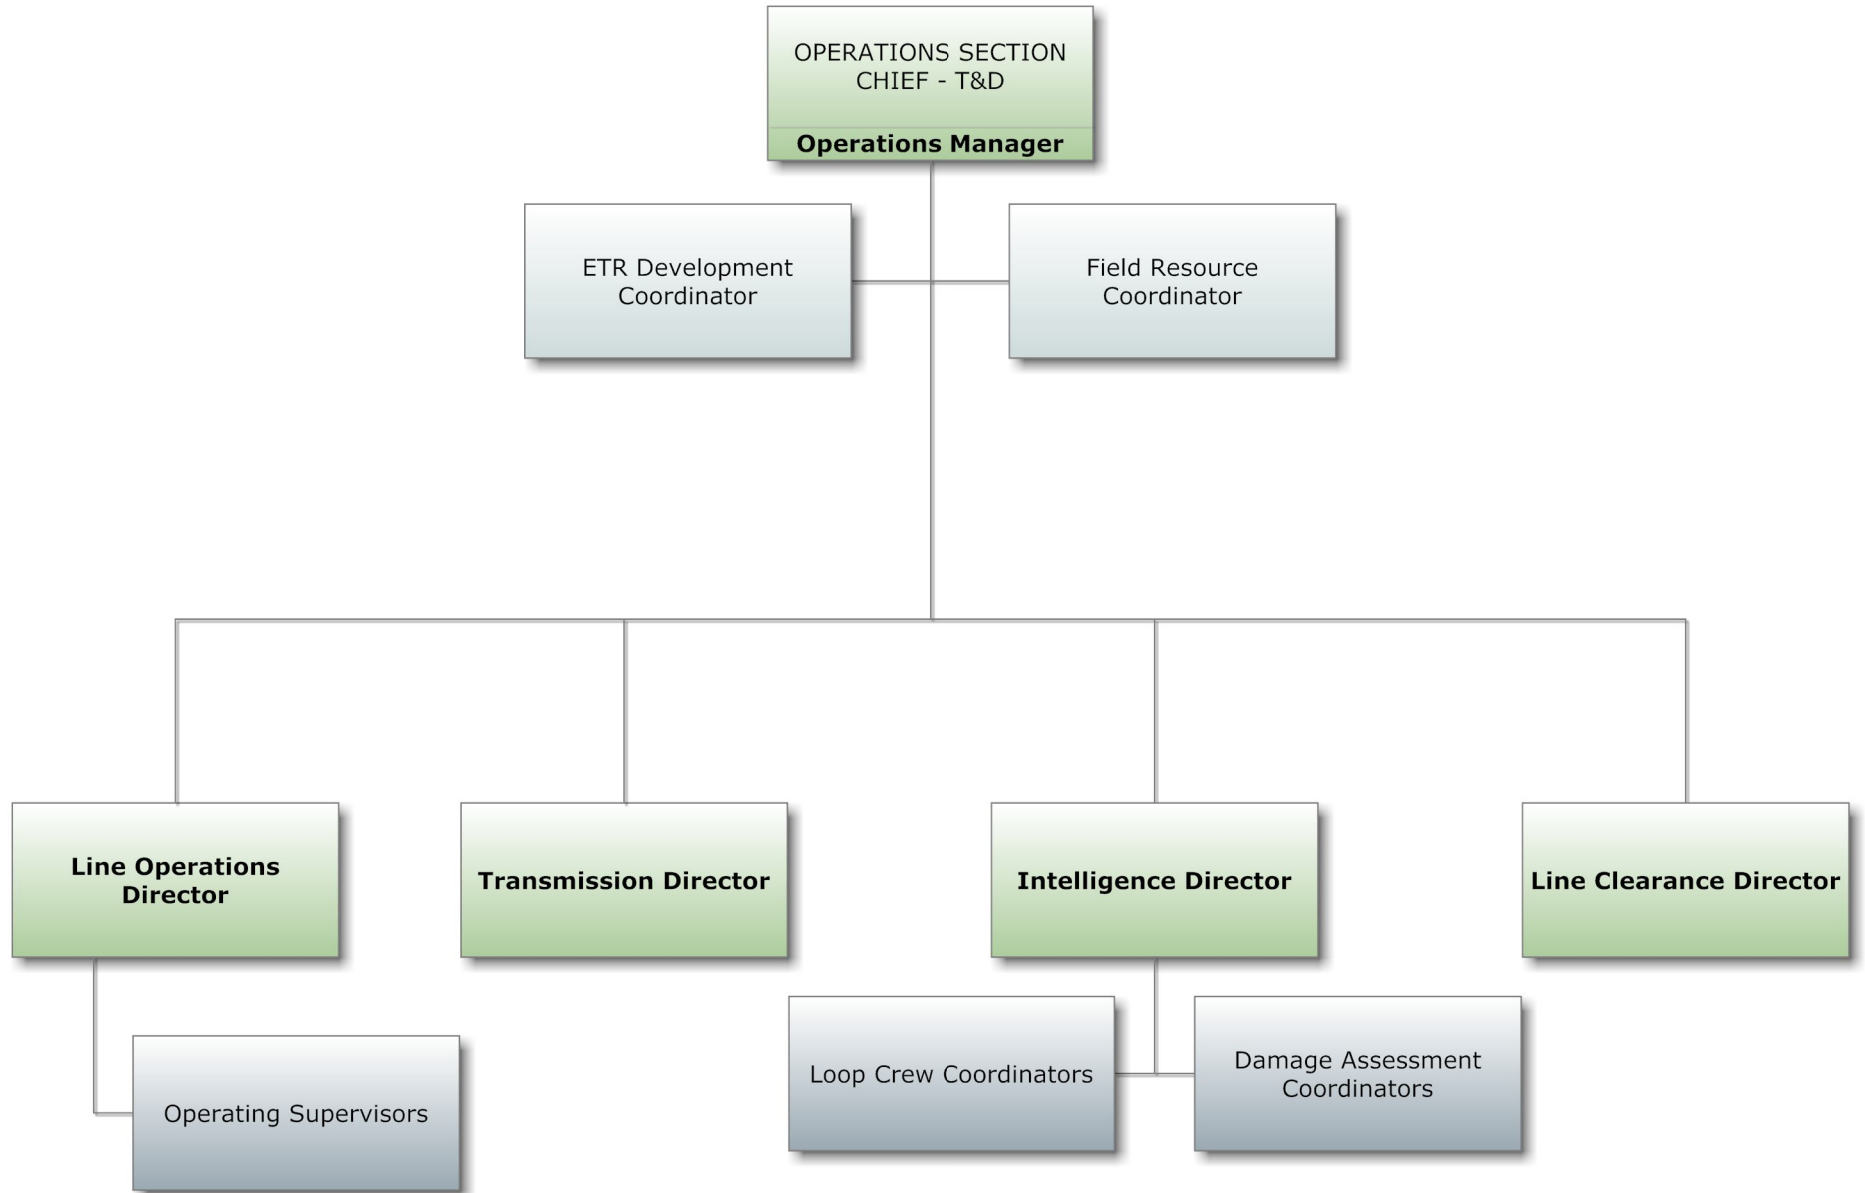 OPERATIONS SECTION
CHIEF - T&D
Operations Manager
ETR Development
Coordinator
Field Resource
Coordinator
Line Operations
Director
Transmission Director
Intelligence Director
Line Clearance Director
Operating Supervisors
Loop Crew Coordinators
Damage Assessment
Coordinators